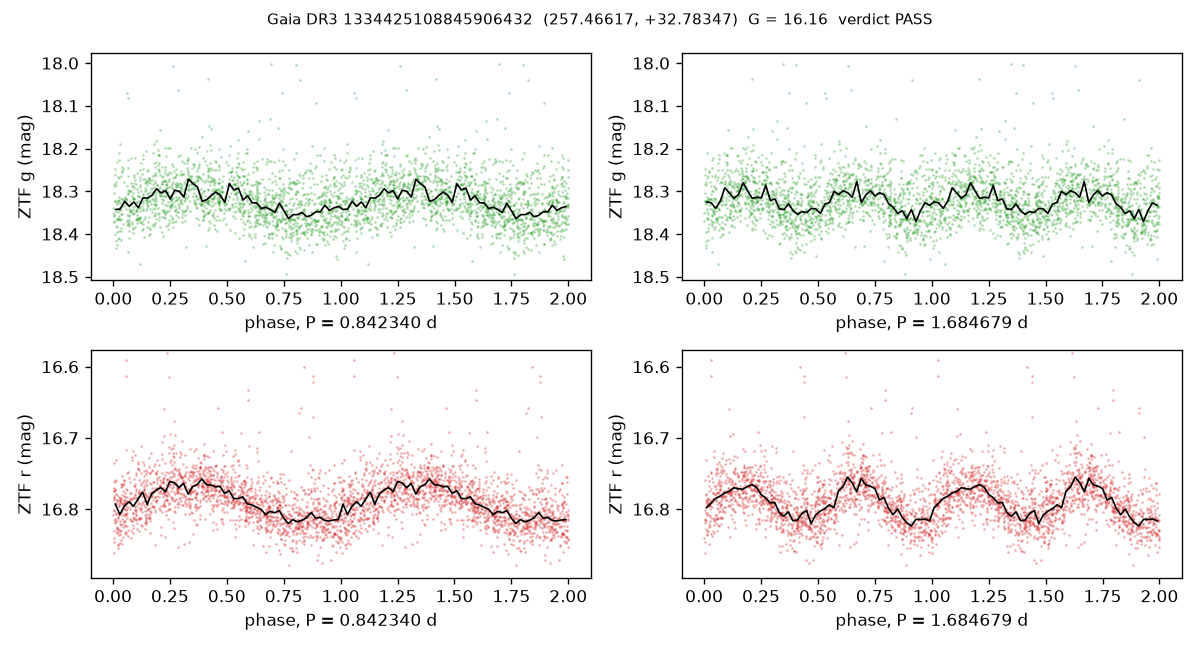 Gaia DR3 1334425108845906432 (257.46617, +32.78347) G = 16.16 verdict PASS
ZTF g (mag)
18.0
18.1
18.2
18.3
18.4
18.5
0.00 0.25 0.50 0.75 1.00 1.25 1.50 1.75 2.00
phase, P = 0.842340 d
ZTF g (mag)
18.0
18.1
18.2
18.3
18.4
18.5
0.00 0.25 0.50 0.75 1.00 1.25 1.50 1.75 2.00
phase, P = 1.684679 d
ZTF r (mag)
16.6
16.7
16.8
0.00 0.25 0.50 0.75 1.00 1.25 1.50 1.75 2.00
phase, P = 0.842340 d
ZTF r (mag)
16.6
16.7
16.8
0.00 0.25 0.50 0.75 1.00 1.25 1.50 1.75 2.00
phase, P = 1.684679 d